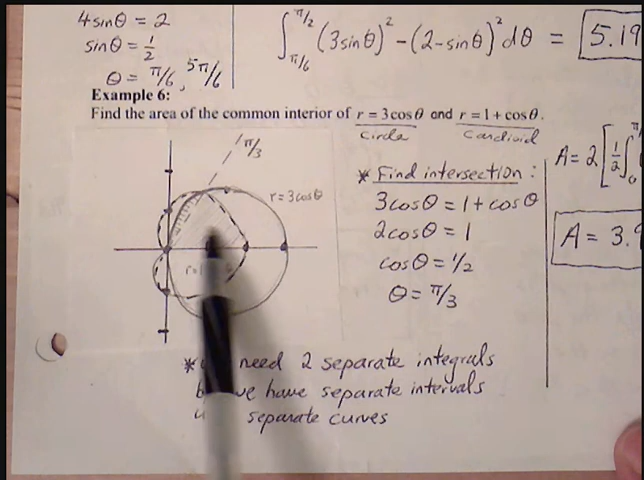 4sinθ = 2
sinθ = 1/2
θ = π/6, 5π/6
∫π/6^π/2 (3sinθ)² - (2-sinθ)² dθ = 5.19
Example 6:
Find the area of the common interior of r = 3cosθ and r = 1 + cosθ.
circle cardioid
π/3
r = 3cosθ
* Find intersection:
3cosθ = 1 + cosθ
2cosθ = 1
cosθ = 1/2
θ = π/3
A = 2[1/2 ∫0
A = 3.9
* need 2 separate integrals
we have separate intervals
separate curves